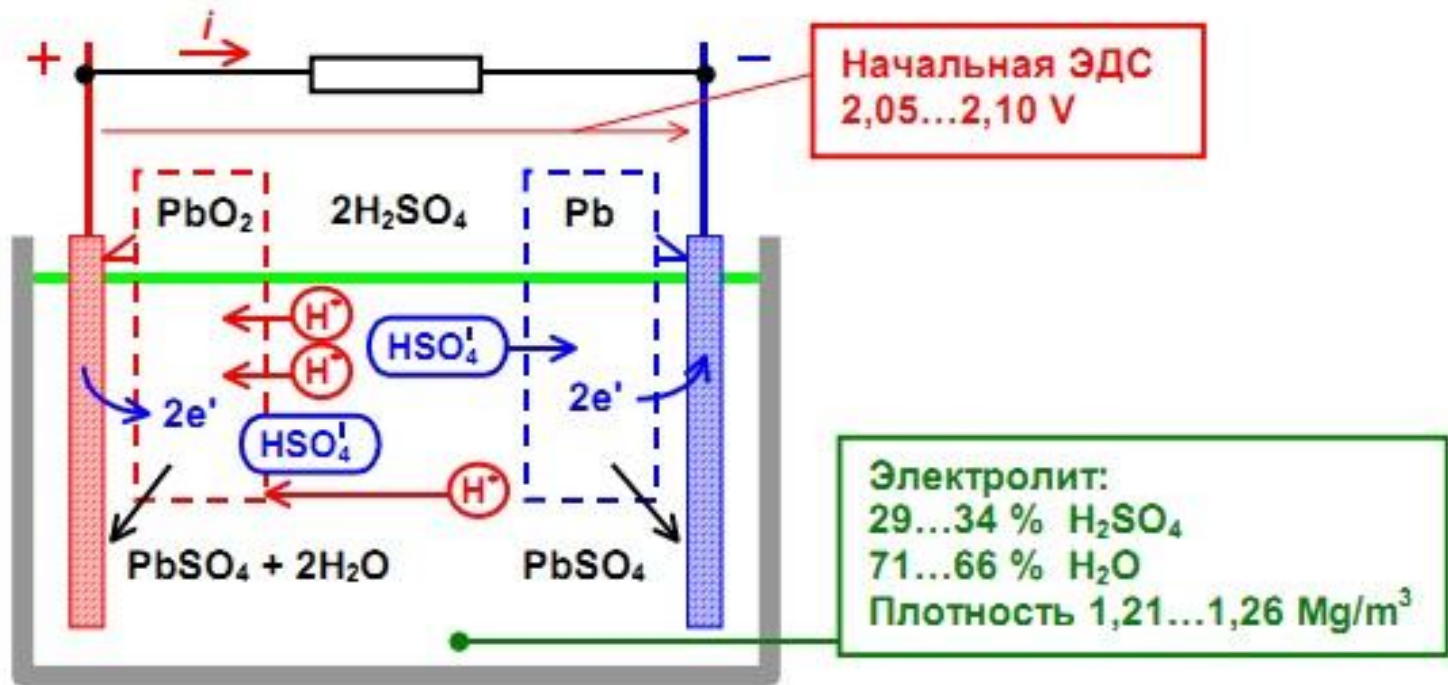 +
i
–
Начальная ЭДС
2,05...2,10 V
PbO₂
2H₂SO₄
Pb
H⁺
HSO₄'
H⁺
2e'
2e'
HSO₄'
H⁺
PbSO₄ + 2H₂O
PbSO₄
Электролит:
29...34 % H₂SO₄
71...66 % H₂O
Плотность 1,21...1,26 Mg/m³